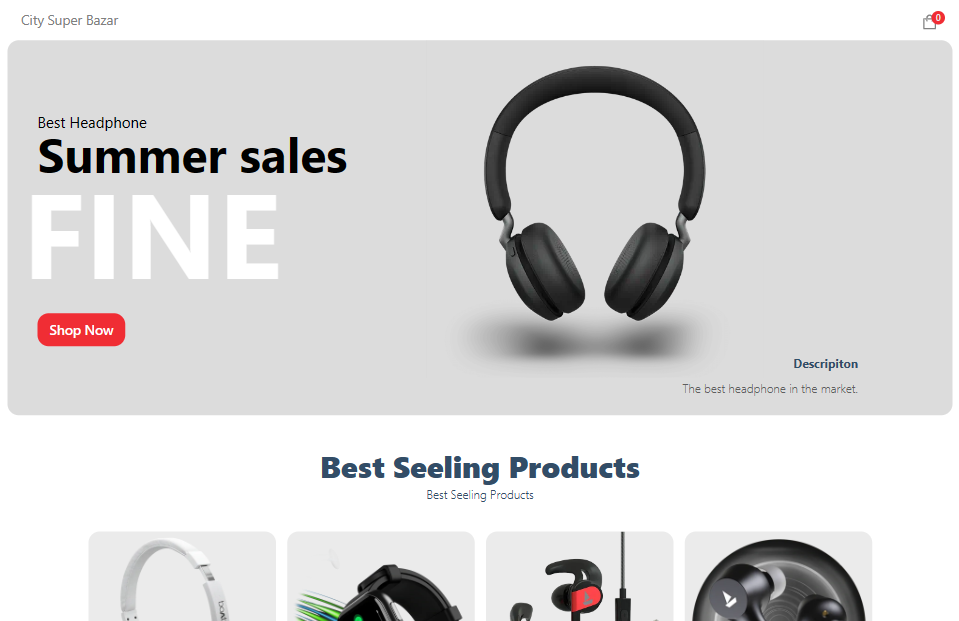 City Super Bazar
0
Best Headphone
Summer sales
FINE
Shop Now
Descripiton
The best headphone in the market.
Best Seeling Products
Best Seeling Products